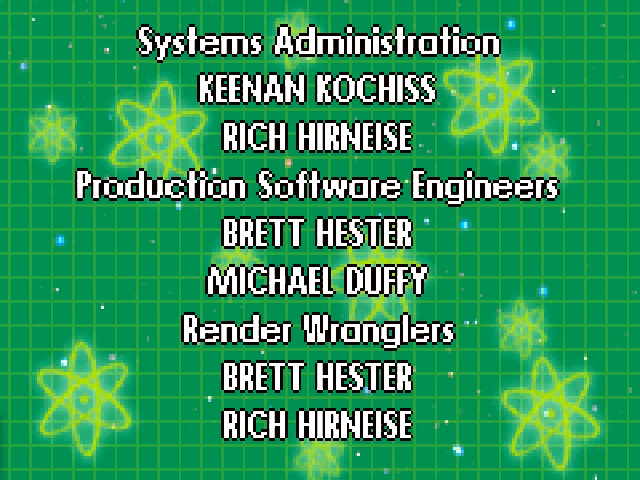 Systems Administration
KEENAN KOCHISS
RICH HIRNEISE
Production Software Engineers
BRETT HESTER
MICHAEL DUFFY
Render Wranglers
BRETT HESTER
RICH HIRNEISE